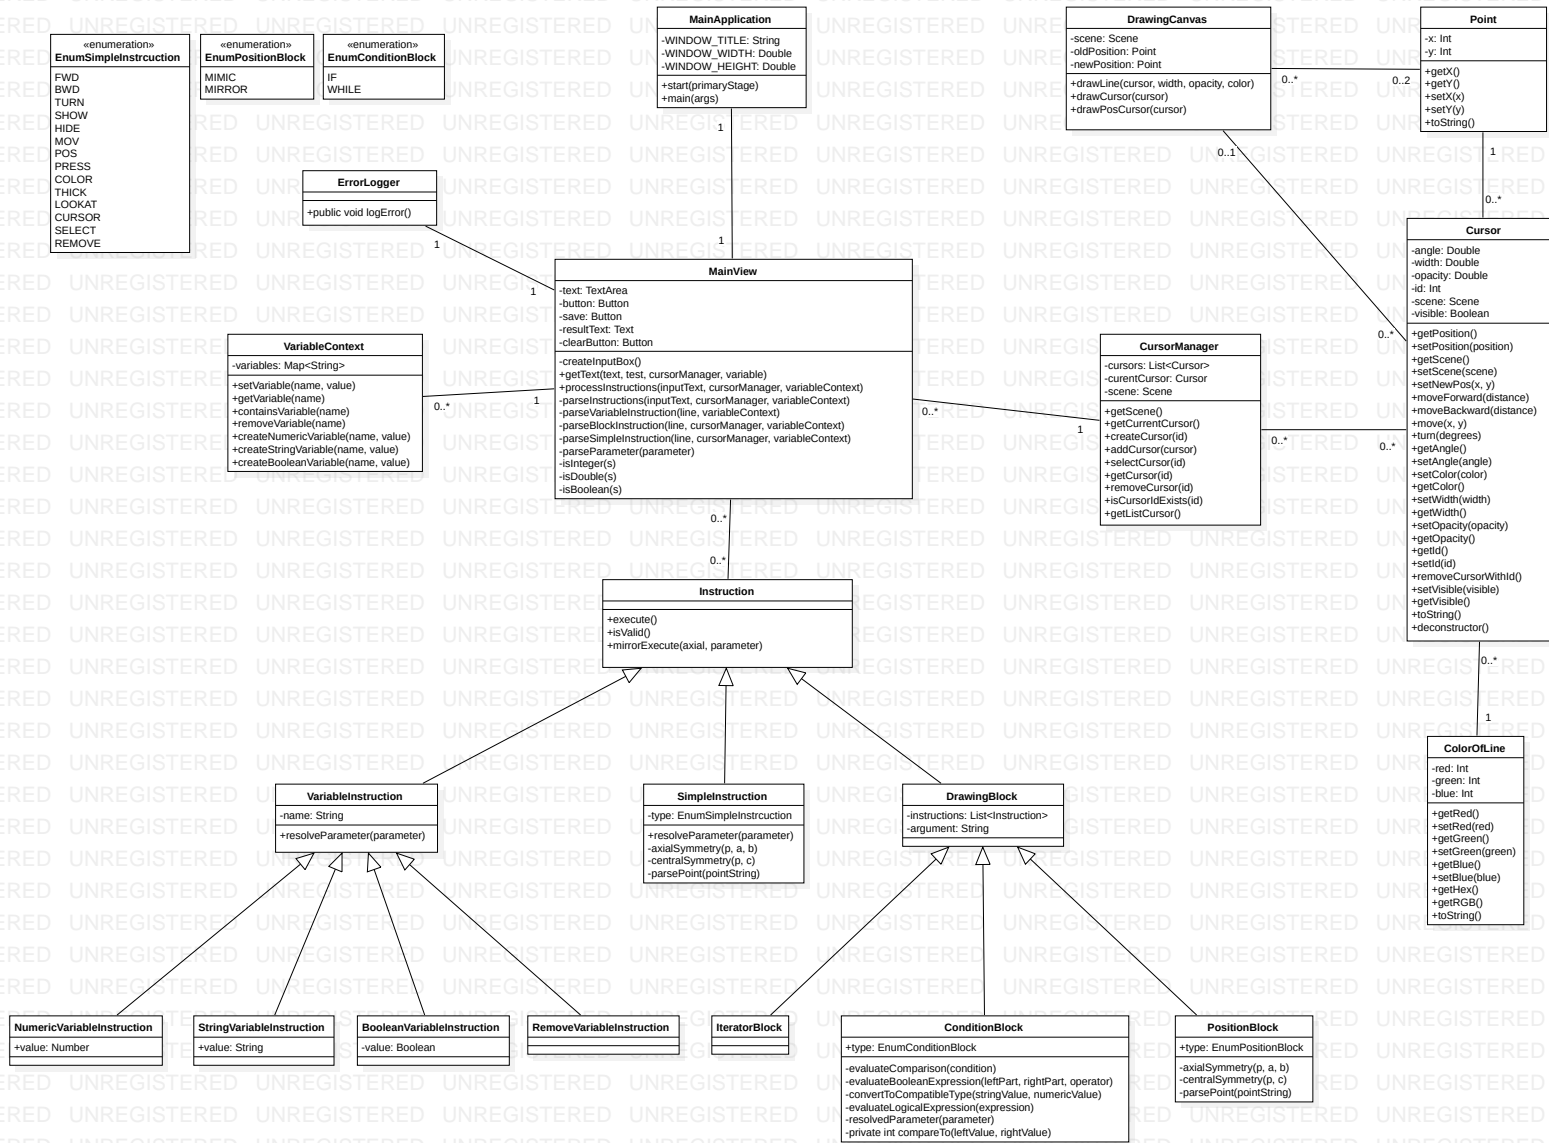 «enumeration»
EnumSimpleInstrcuction
FWD
BWD
TURN
SHOW
HIDE
MOV
POS
PRESS
COLOR
THICK
LOOKAT
CURSOR
SELECT
REMOVE
«enumeration»
EnumPositionBlock
MIMIC
MIRROR
«enumeration»
EnumConditionBlock
IF
WHILE
MainApplication
-WINDOW_TITLE: String
-WINDOW_WIDTH: Double
-WINDOW_HEIGHT: Double
+start(primaryStage)
+main(args)
1
1
DrawingCanvas
-scene: Scene
-oldPosition: Point
-newPosition: Point
+drawLine(cursor, width, opacity, color)
+drawCursor(cursor)
+drawPosCursor(cursor)
0..*
0..2
0..1
0..*
Point
-x: Int
-y: Int
+getX()
+getY()
+setX(x)
+setY(y)
+toString()
1
0..*
ErrorLogger
+public void logError()
1
1
MainView
-text: TextArea
-button: Button
-save: Button
-resultText: Text
-clearButton: Button
-createInputBox()
+getText(text, test, cursorManager, variable)
+processInstructions(inputText, cursorManager, variableContext)
-parseInstructions(inputText, cursorManager, variableContext)
-parseVariableInstruction(line, variableContext)
-parseBlockInstruction(line, cursorManager, variableContext)
-parseSimpleInstruction(line, cursorManager, variableContext)
-parseParameter(parameter)
-isInteger(s)
-isDouble(s)
-isBoolean(s)
VariableContext
-variables: Map<String>
+setVariable(name, value)
+getVariable(name)
+containsVariable(name)
+removeVariable(name)
+createNumericVariable(name, value)
+createStringVariable(name, value)
+createBooleanVariable(name, value)
0..*
1
CursorManager
-cursors: List<Cursor>
-curentCursor: Cursor
-scene: Scene
+getScene()
+getCurrentCursor()
+createCursor(id)
+addCursor(cursor)
+selectCursor(id)
+getCursor(id)
+removeCursor(id)
+isCursorIdExists(id)
+getListCursor()
0..*
1
0..*
0..*
Cursor
-angle: Double
-width: Double
-opacity: Double
-id: Int
-scene: Scene
-visible: Boolean
+getPosition()
+setPosition(position)
+getScene()
+setScene(scene)
+setNewPos(x, y)
+moveForward(distance)
+moveBackward(distance)
+move(x, y)
+turn(degrees)
+getAngle()
+setAngle(angle)
+setColor(color)
+getColor()
+setWidth(width)
+getWidth()
+setOpacity(opacity)
+getOpacity()
+getId()
+setId(id)
+removeCursorWithId()
+setVisible(visible)
+getVisible()
+toString()
+deconstructor()
0..*
1
0..*
0..*
Instruction
+execute()
+isValid()
+mirrorExecute(axial, parameter)
ColorOfLine
-red: Int
-green: Int
-blue: Int
+getRed()
+setRed(red)
+getGreen()
+setGreen(green)
+getBlue()
+setBlue(blue)
+getHex()
+getRGB()
+toString()
VariableInstruction
-name: String
+resolveParameter(parameter)
SimpleInstruction
-type: EnumSimpleInstrcuction
+resolveParameter(parameter)
-axialSymmetry(p, a, b)
-centralSymmetry(p, c)
-parsePoint(pointString)
DrawingBlock
-instructions: List<Instruction>
-argument: String
NumericVariableInstruction
+value: Number
StringVariableInstruction
+value: String
BooleanVariableInstruction
-value: Boolean
RemoveVariableInstruction
IteratorBlock
ConditionBlock
+type: EnumConditionBlock
-evaluateComparison(condition)
-evaluateBooleanExpression(leftPart, rightPart, operator)
-convertToCompatibleType(stringValue, numericValue)
-evaluateLogicalExpression(expression)
-resolvedParameter(parameter)
-private int compareTo(leftValue, rightValue)
PositionBlock
+type: EnumPositionBlock
-axialSymmetry(p, a, b)
-centralSymmetry(p, c)
-parsePoint(pointString)
UNREGISTERED